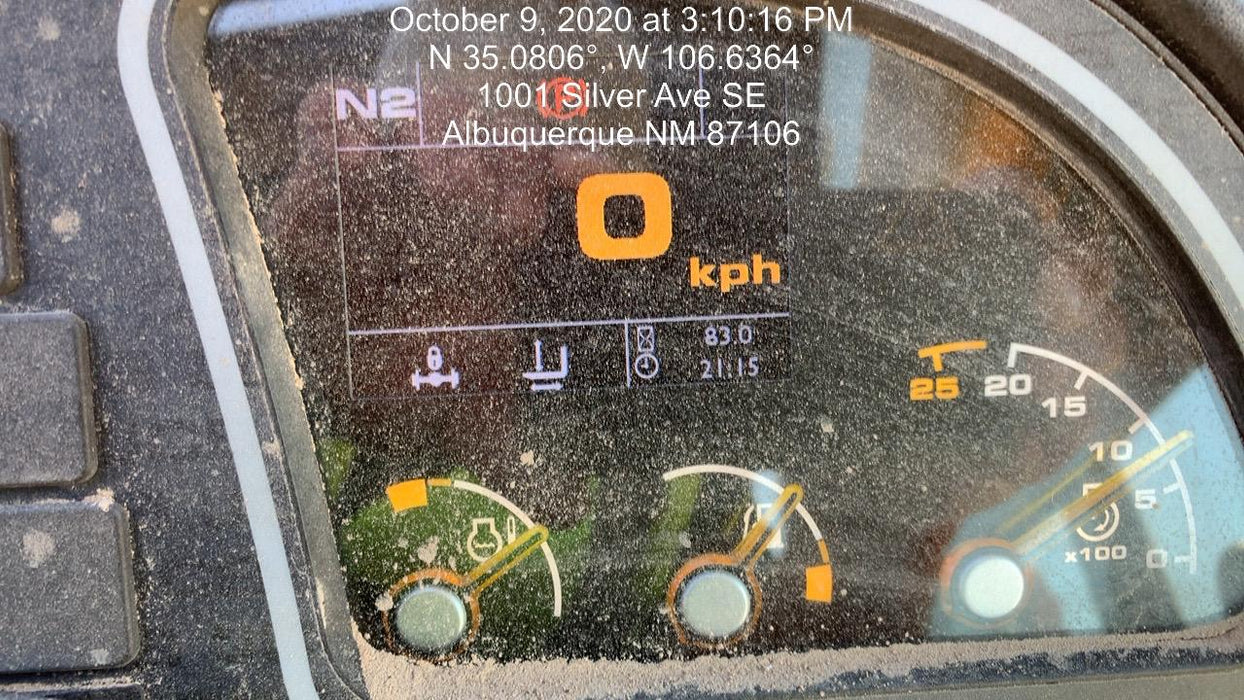 October 9, 2020 at 3:10:16 PM
N 35.0806°, W 106.6364°
1001 Silver Ave SE
Albuquerque NM 87106
N2
0
kph
83.0
21:15
25 20
15
10
5
0
x100